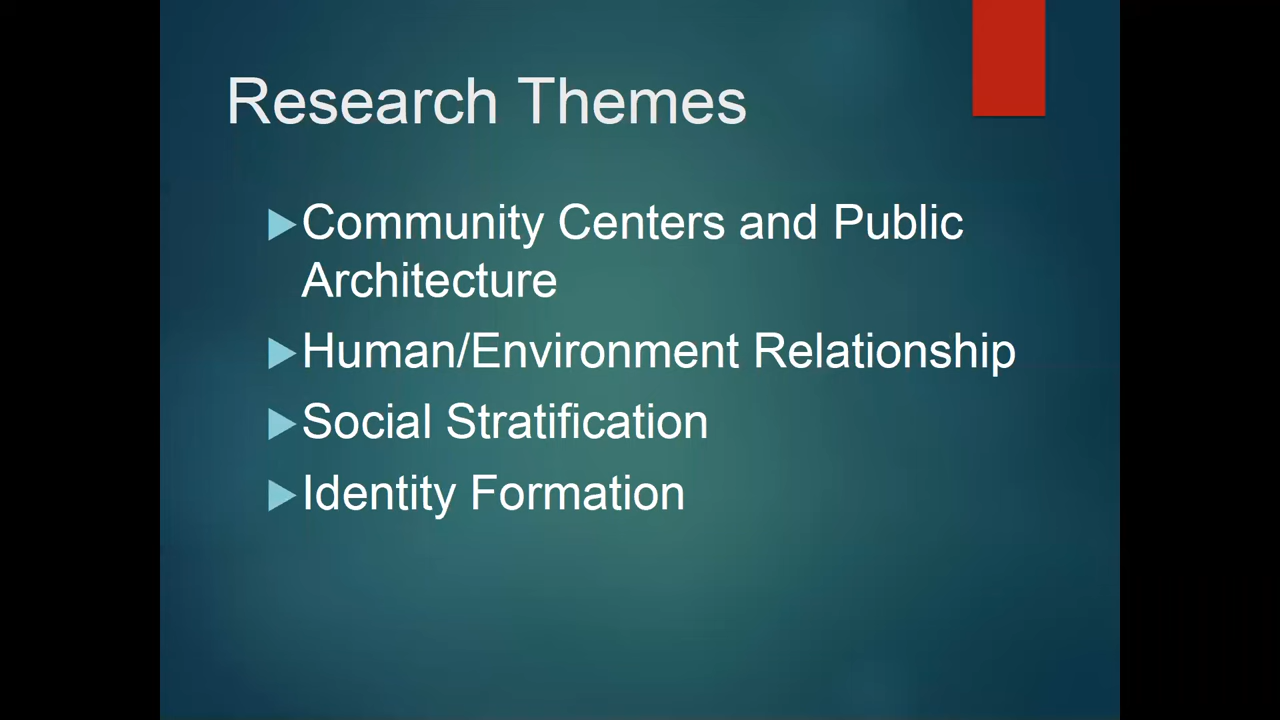 Research Themes
Community Centers and Public
Architecture
Human/Environment Relationship
Social Stratification
Identity Formation